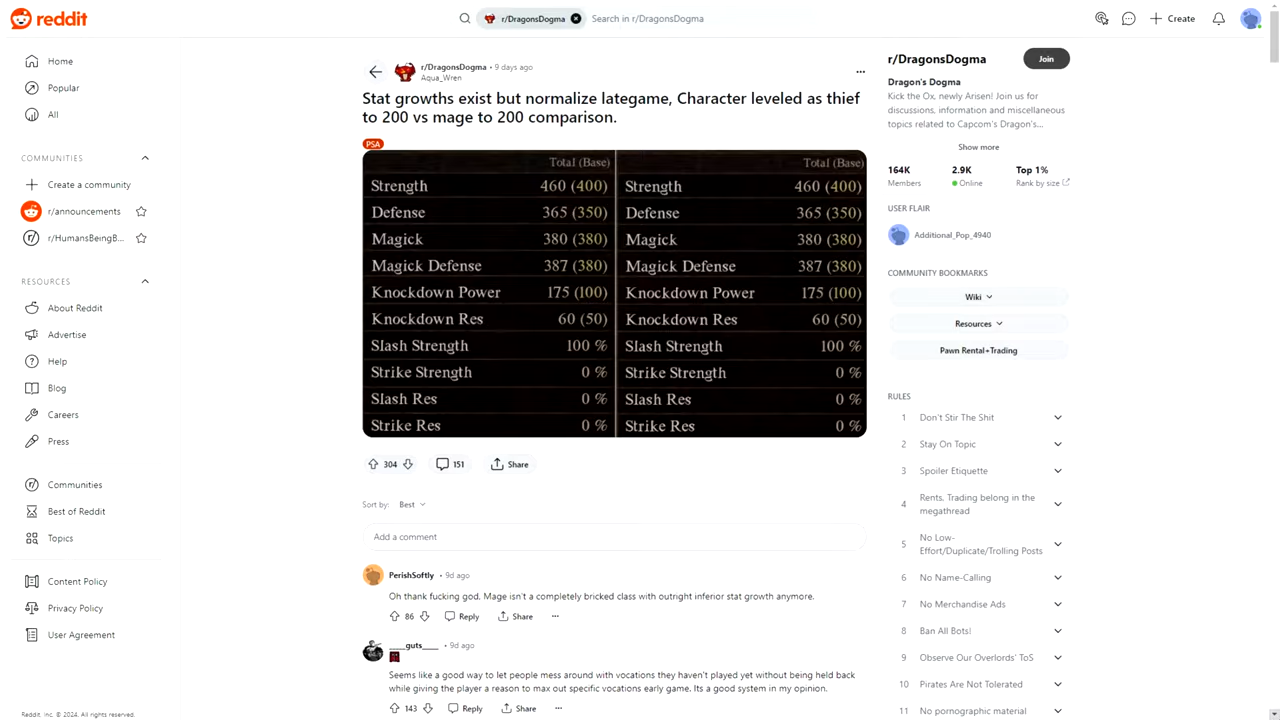 reddit
r/DragonsDogma
Search in r/DragonsDogma
Create
Home
Popular
All
COMMUNITIES
Create a community
r/announcements
r/HumansBeingB...
RESOURCES
About Reddit
Advertise
Help
Blog
Careers
Press
Communities
Best of Reddit
Topics
Content Policy
Privacy Policy
User Agreement
Reddit, Inc. © 2024. All rights reserved.
r/DragonsDogma • 9 days ago
Aqua_Wren
Stat growths exist but normalize lategame, Character leveled as thief
to 200 vs mage to 200 comparison.
PSA
Total (Base)
Strength 460 (400)
Defense 365 (350)
Magick 380 (380)
Magick Defense 387 (380)
Knockdown Power 175 (100)
Knockdown Res 60 (50)
Slash Strength 100 %
Strike Strength 0 %
Slash Res 0 %
Strike Res 0 %
Total (Base)
Strength 460 (400)
Defense 365 (350)
Magick 380 (380)
Magick Defense 387 (380)
Knockdown Power 175 (100)
Knockdown Res 60 (50)
Slash Strength 100 %
Strike Strength 0 %
Slash Res 0 %
Strike Res 0 %
304 151 Share
Sort by: Best
Add a comment
PerishSoftly • 9d ago
Oh thank fucking god, Mage isn't a completely bricked class with outright inferior stat growth anymore.
86 Reply Share
_____guts_____ • 9d ago
Seems like a good way to let people mess around with vocations they haven't played yet without being held back
while giving the player a reason to max out specific vocations early game. Its a good system in my opinion.
143 Reply Share
r/DragonsDogma
Join
Dragon's Dogma
Kick the Ox, newly Arisen! Join us for
discussions, information and miscellaneous
topics related to Capcom's Dragon's...
Show more
164K 2.9K Top 1%
Members Online Rank by size
USER FLAIR
Additional_Pop_4940
COMMUNITY BOOKMARKS
Wiki
Resources
Pawn Rental+Trading
RULES
1 Don't Stir The Shit
2 Stay On Topic
3 Spoiler Etiquette
4 Rents, Trading belong in the
megathread
5 No Low-
Effort/Duplicate/Trolling Posts
6 No Name-Calling
7 No Merchandise Ads
8 Ban All Bots!
9 Observe Our Overlords' ToS
10 Pirates Are Not Tolerated
11 No pornographic material